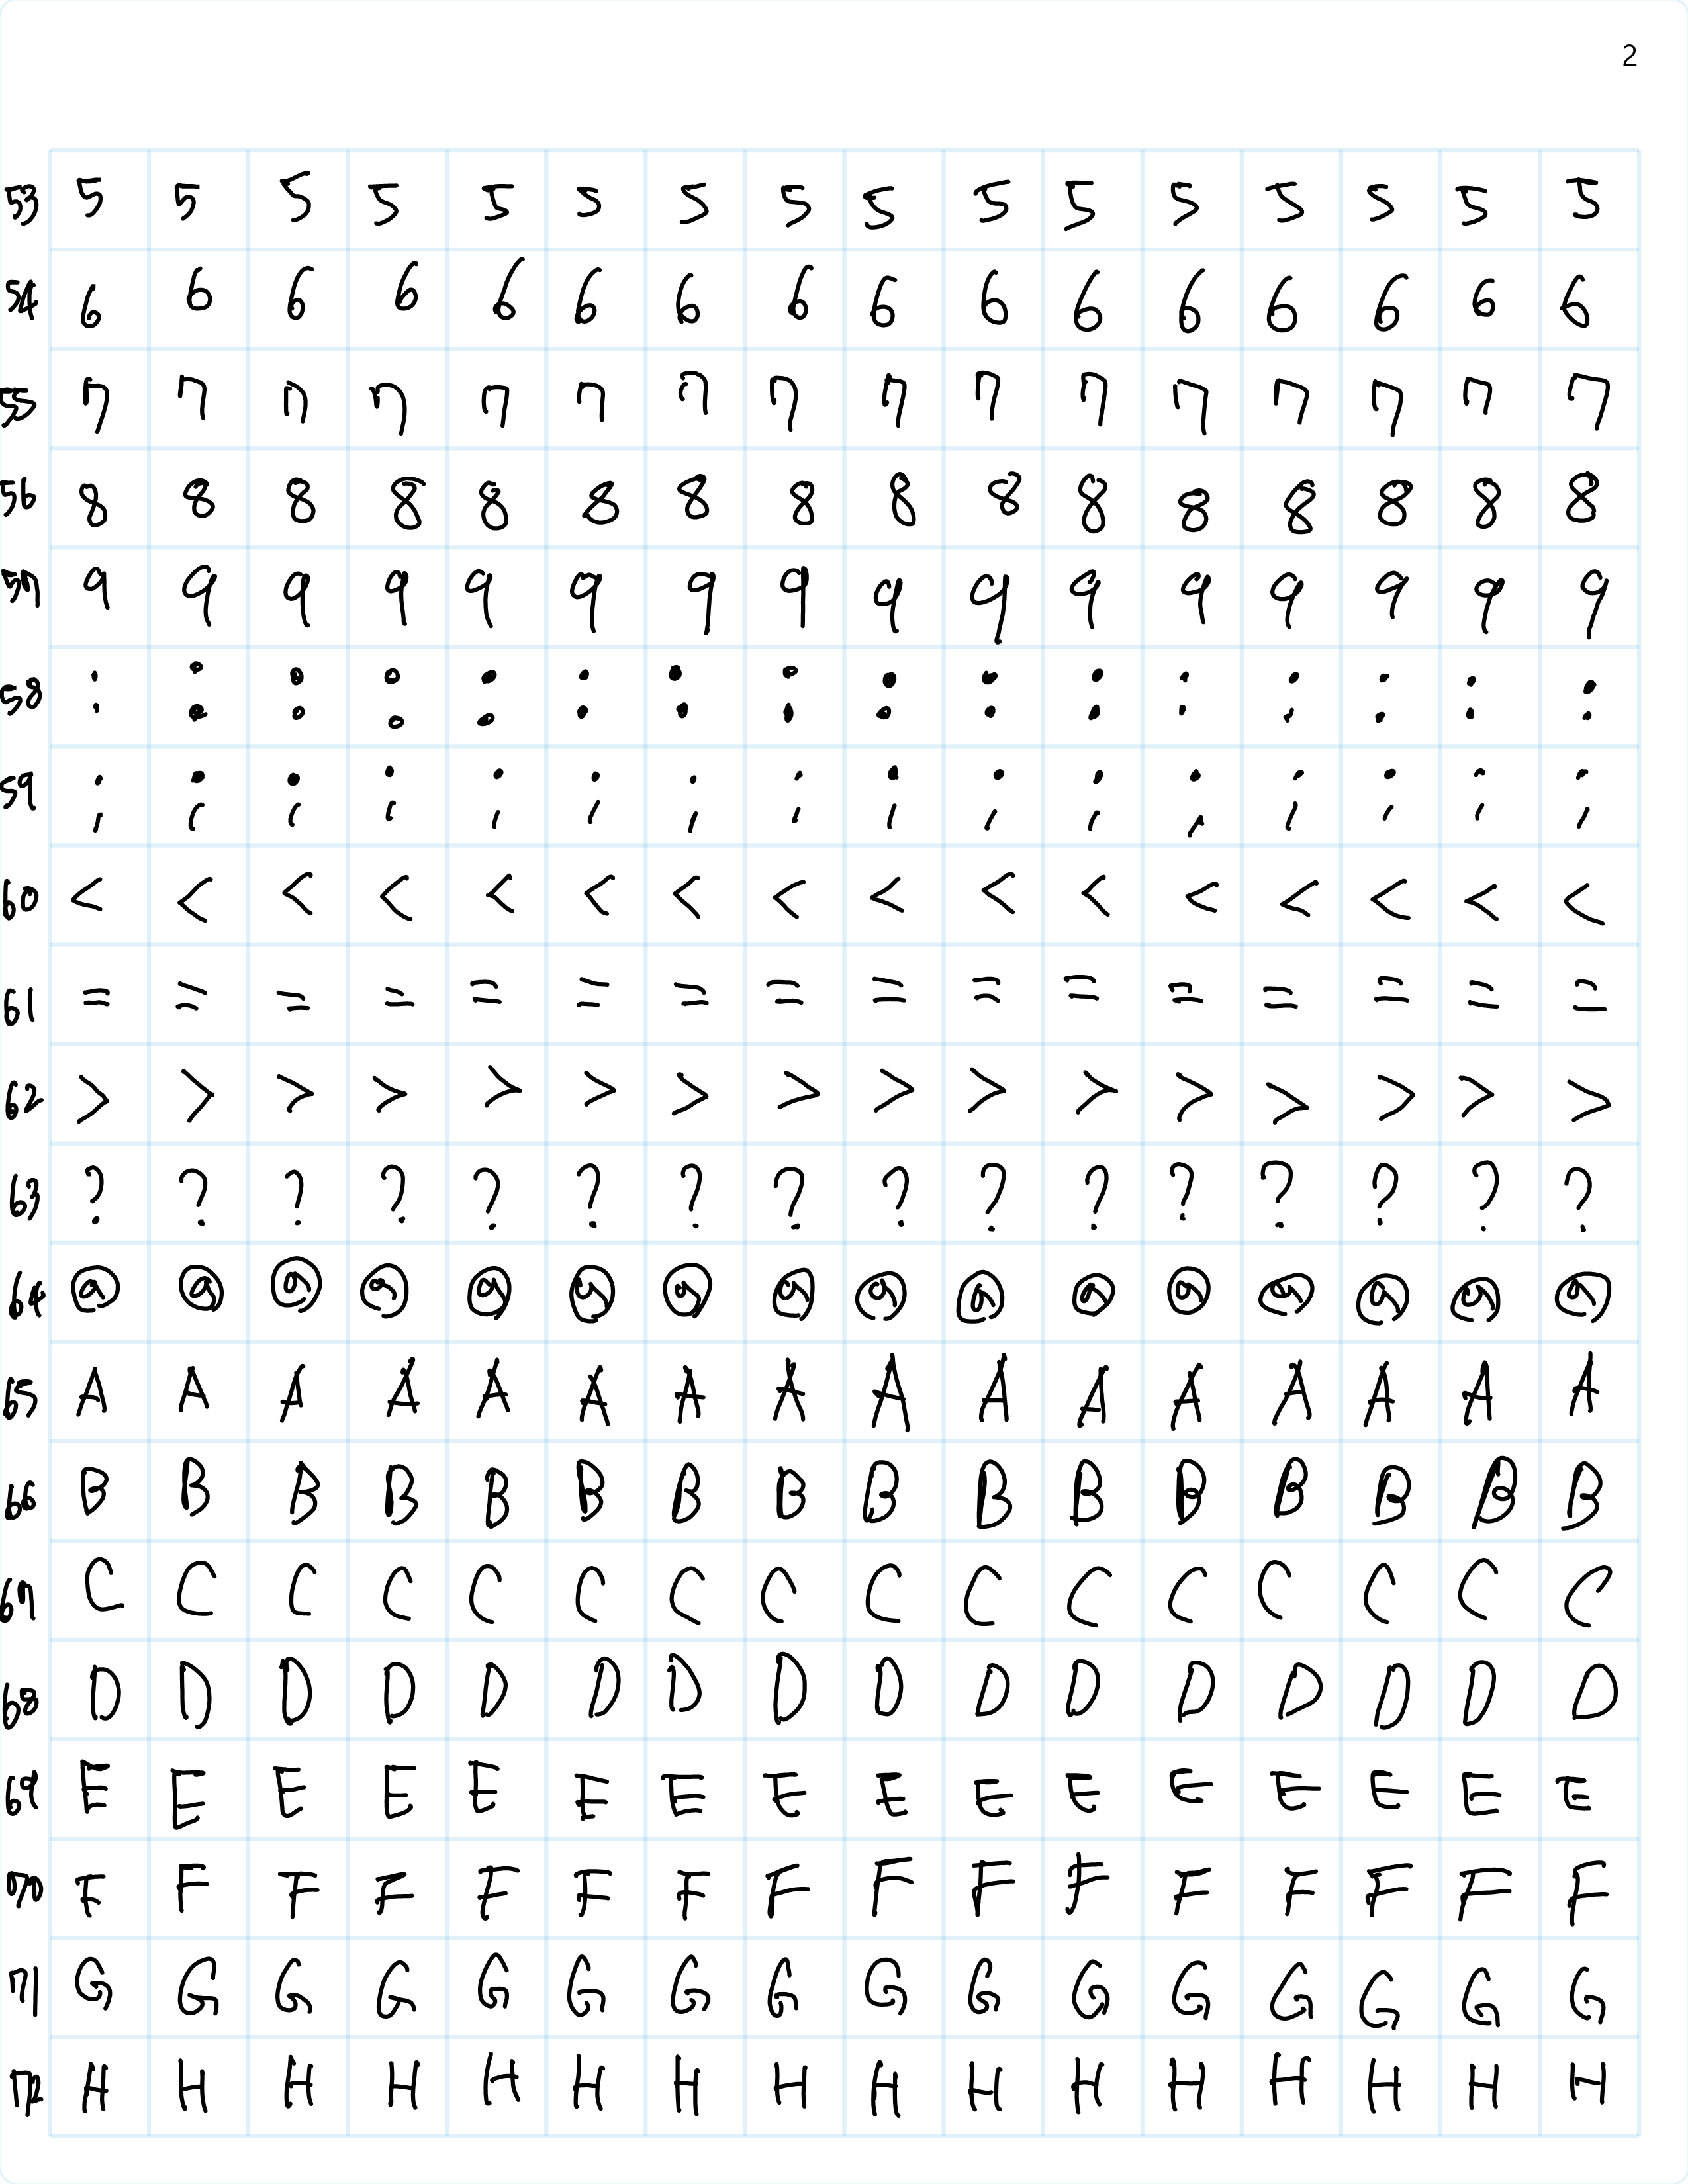 2
53 5 5 5 5 5 5 5 5 5 5 5 5 5 5 5 5
54 6 6 6 6 6 6 6 6 6 6 6 6 6 6 6 6
55 7 7 7 7 7 7 7 7 7 7 7 7 7 7 7 7
56 8 8 8 8 8 8 8 8 8 8 8 8 8 8 8 8
57 9 9 9 9 9 9 9 9 9 9 9 9 9 9 9 9
58 : : : : : : : : : : : : : : : :
59 ; ; ; ; ; ; ; ; ; ; ; ; ; ; ; ;
60 < < < < < < < < < < < < < < < <
61 = = = = = = = = = = = = = = = =
62 > > > > > > > > > > > > > > > >
63 ? ? ? ? ? ? ? ? ? ? ? ? ? ? ? ?
64 @ @ @ @ @ @ @ @ @ @ @ @ @ @ @ @
65 A A A A A A A A A A A A A A A A
66 B B B B B B B B B B B B B B B B
67 C C C C C C C C C C C C C C C C
68 D D D D D D D D D D D D D D D D
69 E E E E E E E E E E E E E E E E
70 F F F F F F F F F F F F F F F F
71 G G G G G G G G G G G G G G G G
72 H H H H H H H H H H H H H H H H